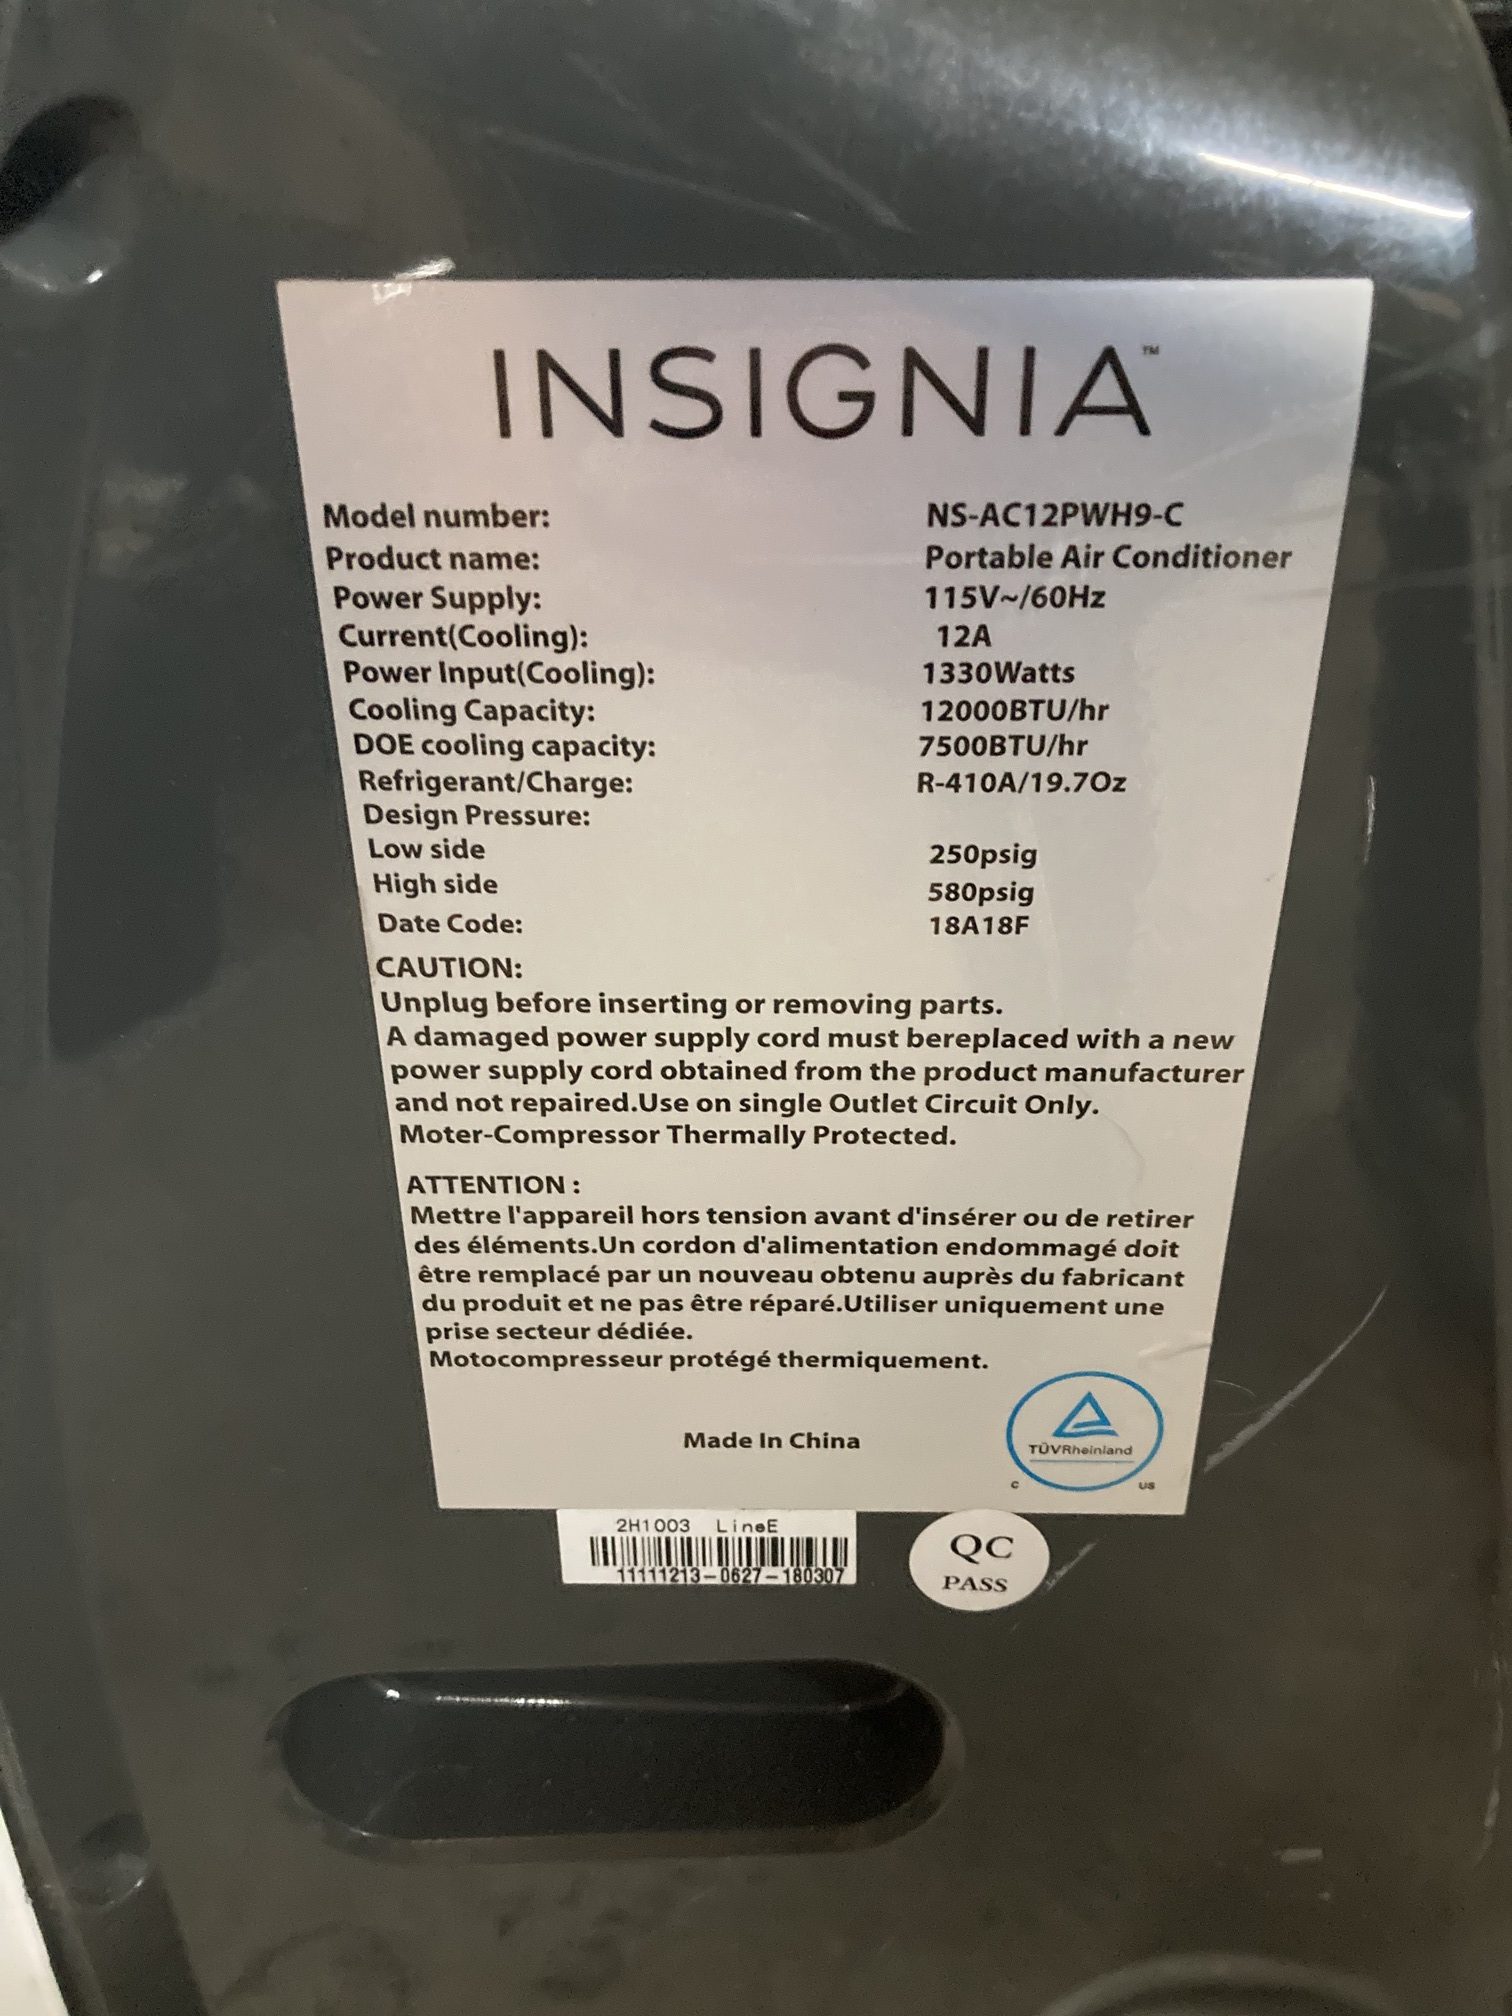 INSIGNIA™
Model number: NS-AC12PWH9-C
Product name: Portable Air Conditioner
Power Supply: 115V~/60Hz
Current(Cooling): 12A
Power Input(Cooling): 1330Watts
Cooling Capacity: 12000BTU/hr
DOE cooling capacity: 7500BTU/hr
Refrigerant/Charge: R-410A/19.7Oz
Design Pressure:
Low side 250psig
High side 580psig
Date Code: 18A18F
CAUTION:
Unplug before inserting or removing parts.
A damaged power supply cord must bereplaced with a new
power supply cord obtained from the product manufacturer
and not repaired.Use on single Outlet Circuit Only.
Moter-Compressor Thermally Protected.
ATTENTION :
Mettre l'appareil hors tension avant d'insérer ou de retirer
des éléments.Un cordon d'alimentation endommagé doit
être remplacé par un nouveau obtenu auprès du fabricant
du produit et ne pas être réparé.Utiliser uniquement une
prise secteur dédiée.
Motocompresseur protégé thermiquement.
Made In China
TÜVRheinland
C US
2H1003 LineE
11111213-0627-180307
QC
PASS